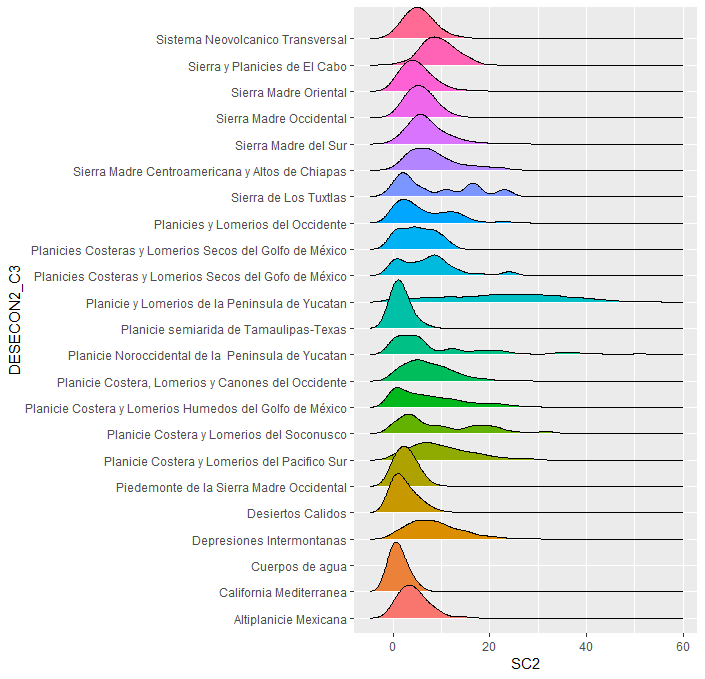 Sistema Neovolcanico Transversal
Sierra y Planicies de El Cabo
Sierra Madre Oriental
Sierra Madre Occidental
Sierra Madre del Sur
Sierra Madre Centroamericana y Altos de Chiapas
Sierra de Los Tuxtlas
Planicies y Lomerios del Occidente
Planicies Costeras y Lomerios Secos del Golfo de México
Planicies Costeras y Lomerios Secos del Gofo de México
Planicie y Lomerios de la Peninsula de Yucatan
Planicie semiarida de Tamaulipas-Texas
Planicie Noroccidental de la  Peninsula de Yucatan
Planicie Costera, Lomerios y Canones del Occidente
Planicie Costera y Lomerios Humedos del Golfo de México
Planicie Costera y Lomerios del Soconusco
Planicie Costera y Lomerios del Pacifico Sur
Piedemonte de la Sierra Madre Occidental
Desiertos Calidos
Depresiones Intermontanas
Cuerpos de agua
California Mediterranea
Altiplanicie Mexicana
DESECON2_C3
0 20 40 60
SC2